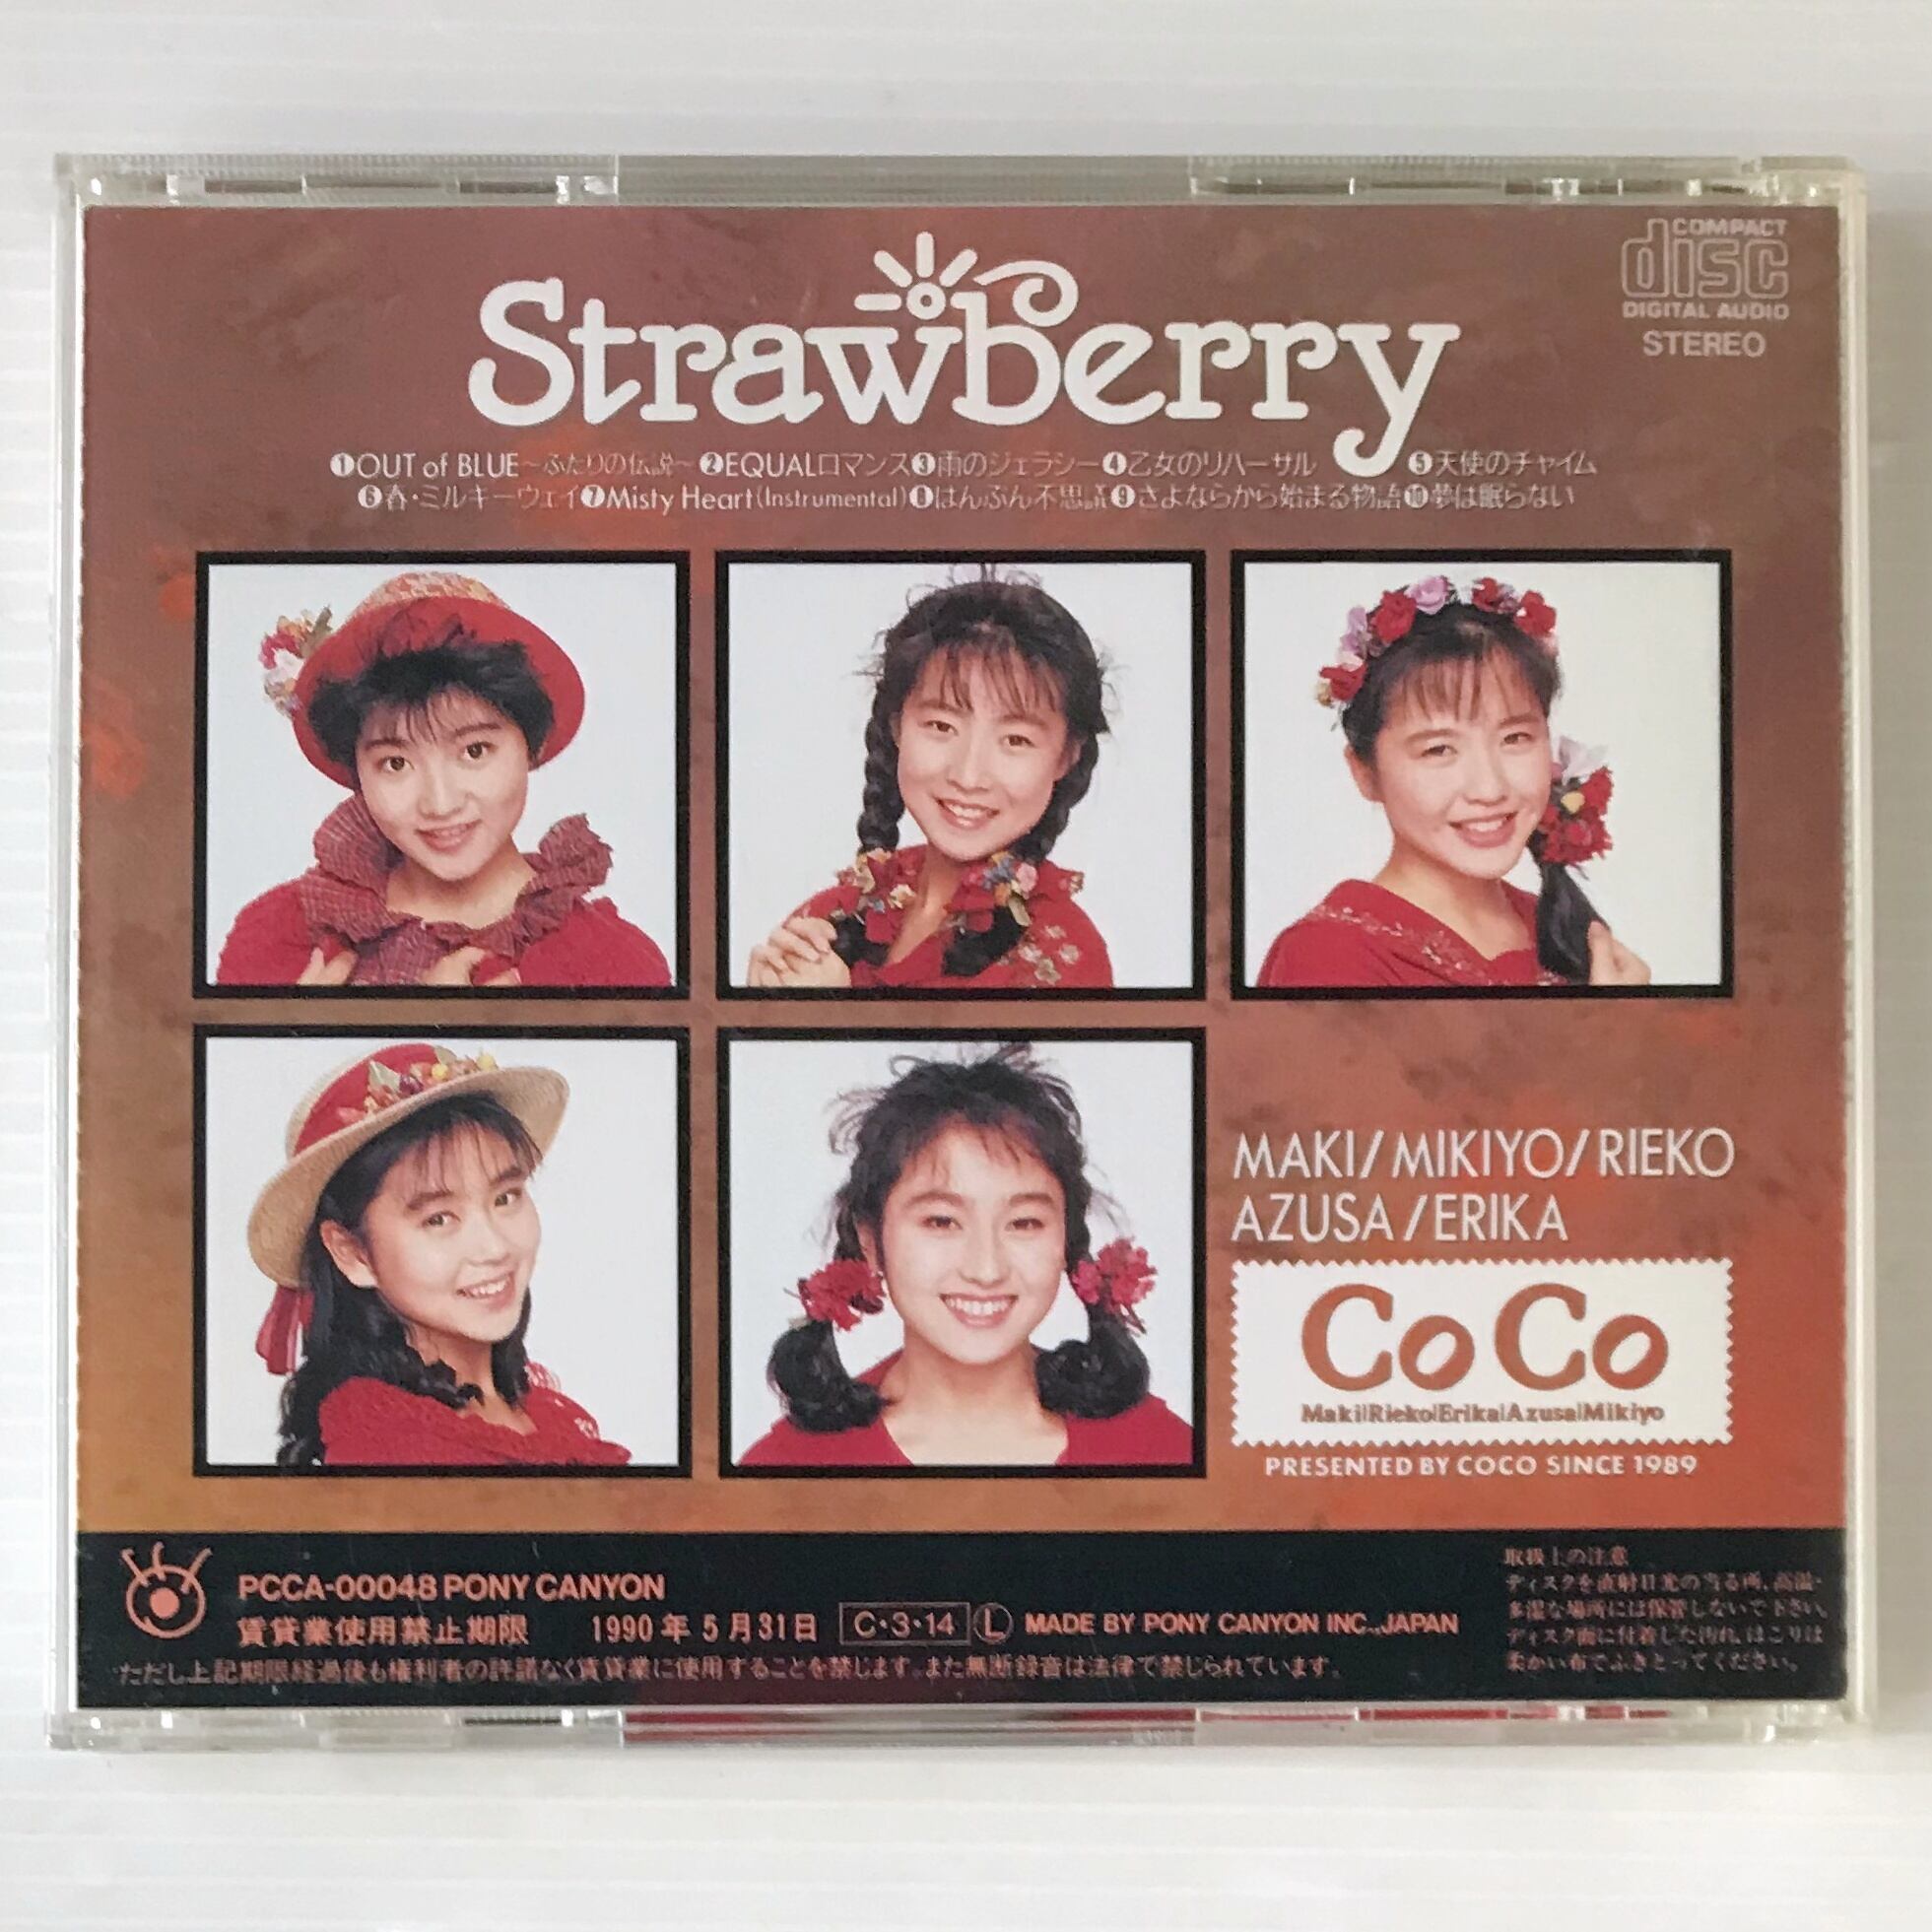 COMPACT
disc
DIGITAL AUDIO
STEREO
Strawberry
❶OUT of BLUE~ふたりの伝説~ ❷EQUALロマンス❸雨のジェラシー❹乙女のリハーサル ❺天使のチャイム
❻春・ミルキーウェイ❼Misty Heart(Instrumental)❽はんぶん不思議❾さよならから始まる物語❿夢は眠らない
MAKI/MIKIYO/RIEKO
AZUSA/ERIKA
CoCo
Maki|Rieko|Erika|Azusa|Mikiyo
PRESENTED BY COCO SINCE 1989
PCCA-00048 PONY CANYON
賃貸業使用禁止期限 1990年5月31日 C・3・14 Ⓛ MADE BY PONY CANYON INC.,JAPAN
ただし上記期限経過後も権利者の許諾なく賃貸業に使用することを禁じます。また無断録音は法律で禁じられています。
取扱上の注意
ディスクを直射日光の当る所、高温・
多湿な場所には保管しないで下さい。
ディスク面に付着した汚れ、ほこりは
柔かい布でふきとってください。